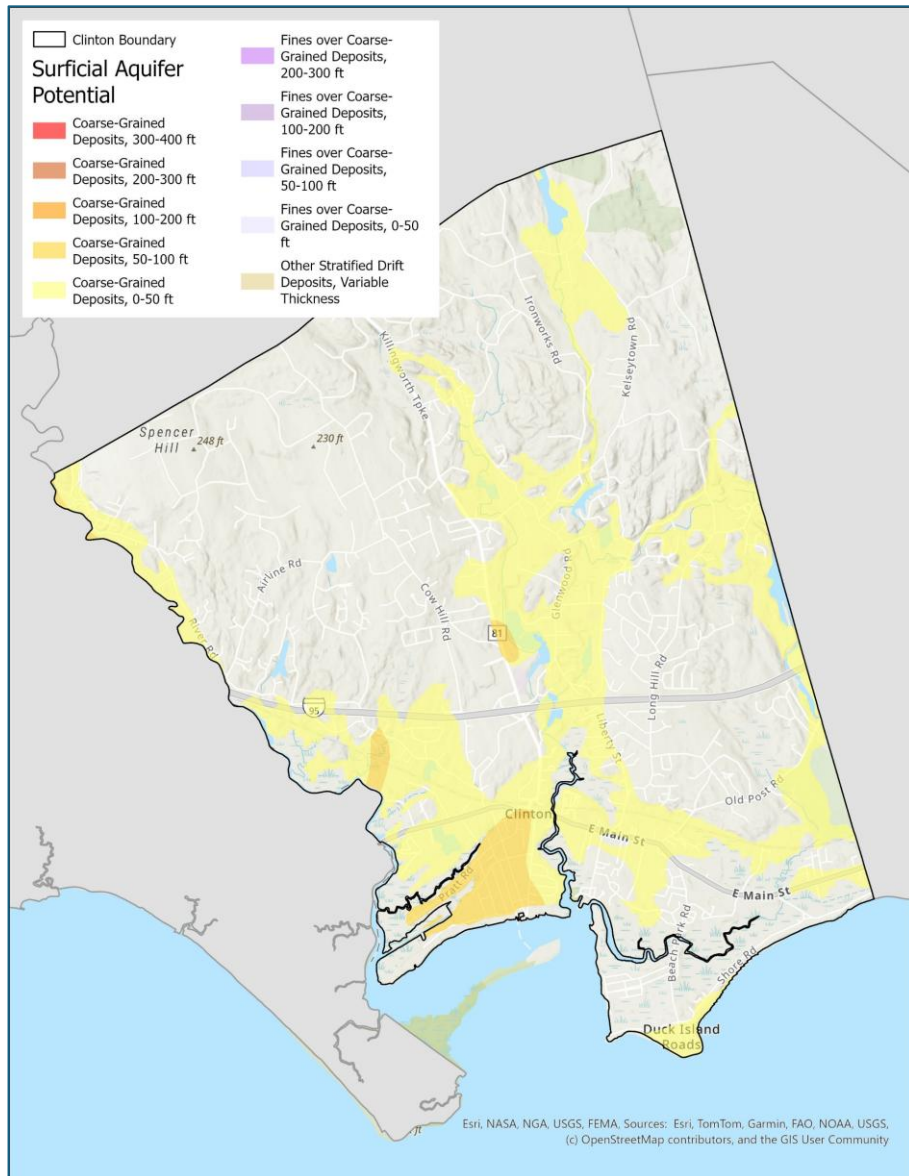 Clinton Boundary
Surficial Aquifer
Potential
Coarse-Grained
Deposits, 300-400 ft
Coarse-Grained
Deposits, 200-300 ft
Coarse-Grained
Deposits, 100-200 ft
Coarse-Grained
Deposits, 50-100 ft
Coarse-Grained
Deposits, 0-50 ft
Fines over Coarse-
Grained Deposits,
200-300 ft
Fines over Coarse-
Grained Deposits,
100-200 ft
Fines over Coarse-
Grained Deposits,
50-100 ft
Fines over Coarse-
Grained Deposits, 0-50
ft
Other Stratified Drift
Deposits, Variable
Thickness
Ironworks Rd
Kelseytown Rd
Killingworth Tpke
Spencer
Hill
248 ft
230 ft
Airline Rd
Cow Hill Rd
Glenwood R
81
River Rd
Long Hill Rd
95
Liberty St
Old Post Rd
Clinton
E Main St
Pratt Rd
E Main St
Beach Park Rd
Shore Rd
Duck Island
Roads
ft
Esri, NASA, NGA, USGS, FEMA, Sources: Esri, TomTom, Garmin, FAO, NOAA, USGS,
(c) OpenStreetMap contributors, and the GIS User Community